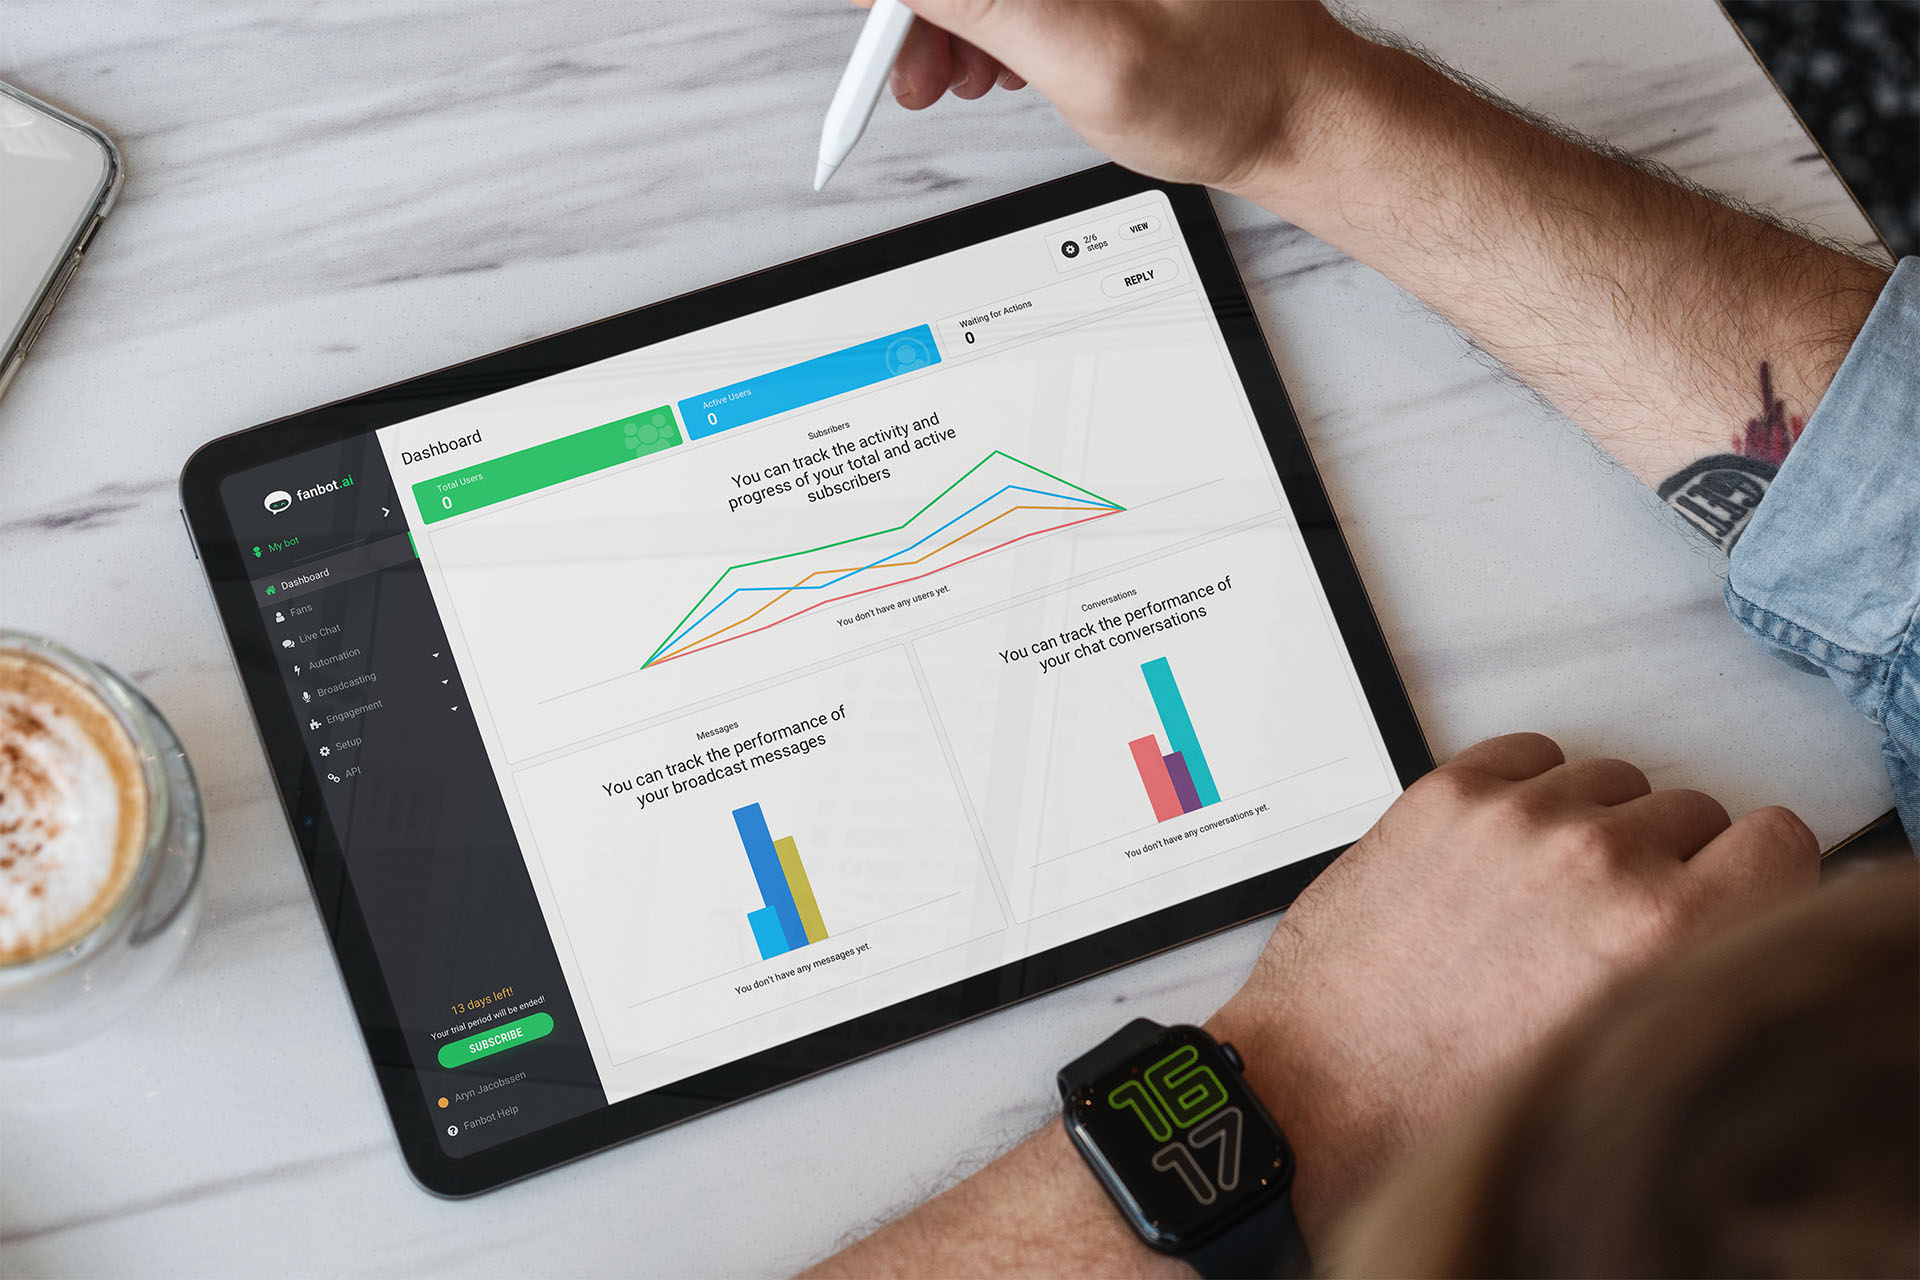 fanbot.ai
My bot
Dashboard
Fans
Live Chat
Automation
Broadcasting
Engagement
Setup
API
13 days left!
Your trial period will be ended!
SUBSCRIBE
Aryn Jacobssen
Fanbot Help
2/6
steps
VIEW
Dashboard
Total Users
0
Active Users
0
Waiting for Actions
0
REPLY
Subsribers
You can track the activity and
progress of your total and active
subscribers
You don't have any users yet.
Messages
You can track the performance of
your broadcast messages
You don't have any messages yet.
Conversations
You can track the performance of
your chat conversations
You don't have any conversations yet.
16
17